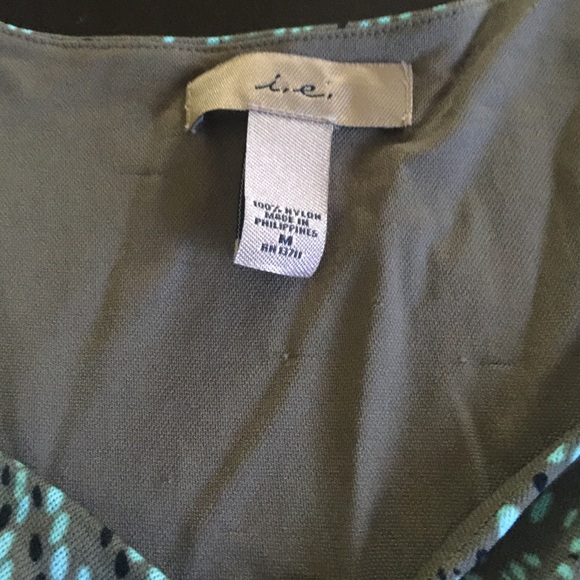 i.e.
100% NYLON
MADE IN
PHILIPPINES
M
RN 13711